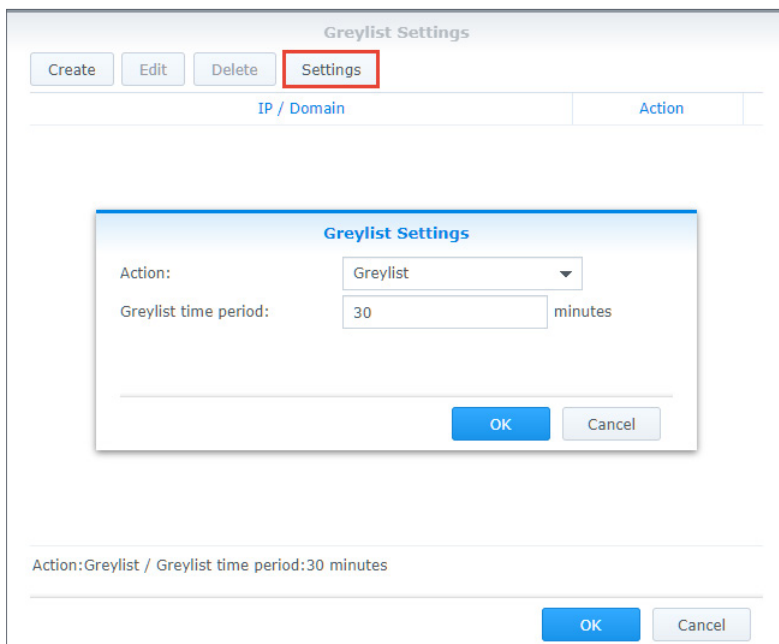 Greylist Settings
Create Edit Delete Settings
IP / Domain Action
Greylist Settings
Action: Greylist
Greylist time period: 30 minutes
OK Cancel
Action:Greylist / Greylist time period:30 minutes
OK Cancel